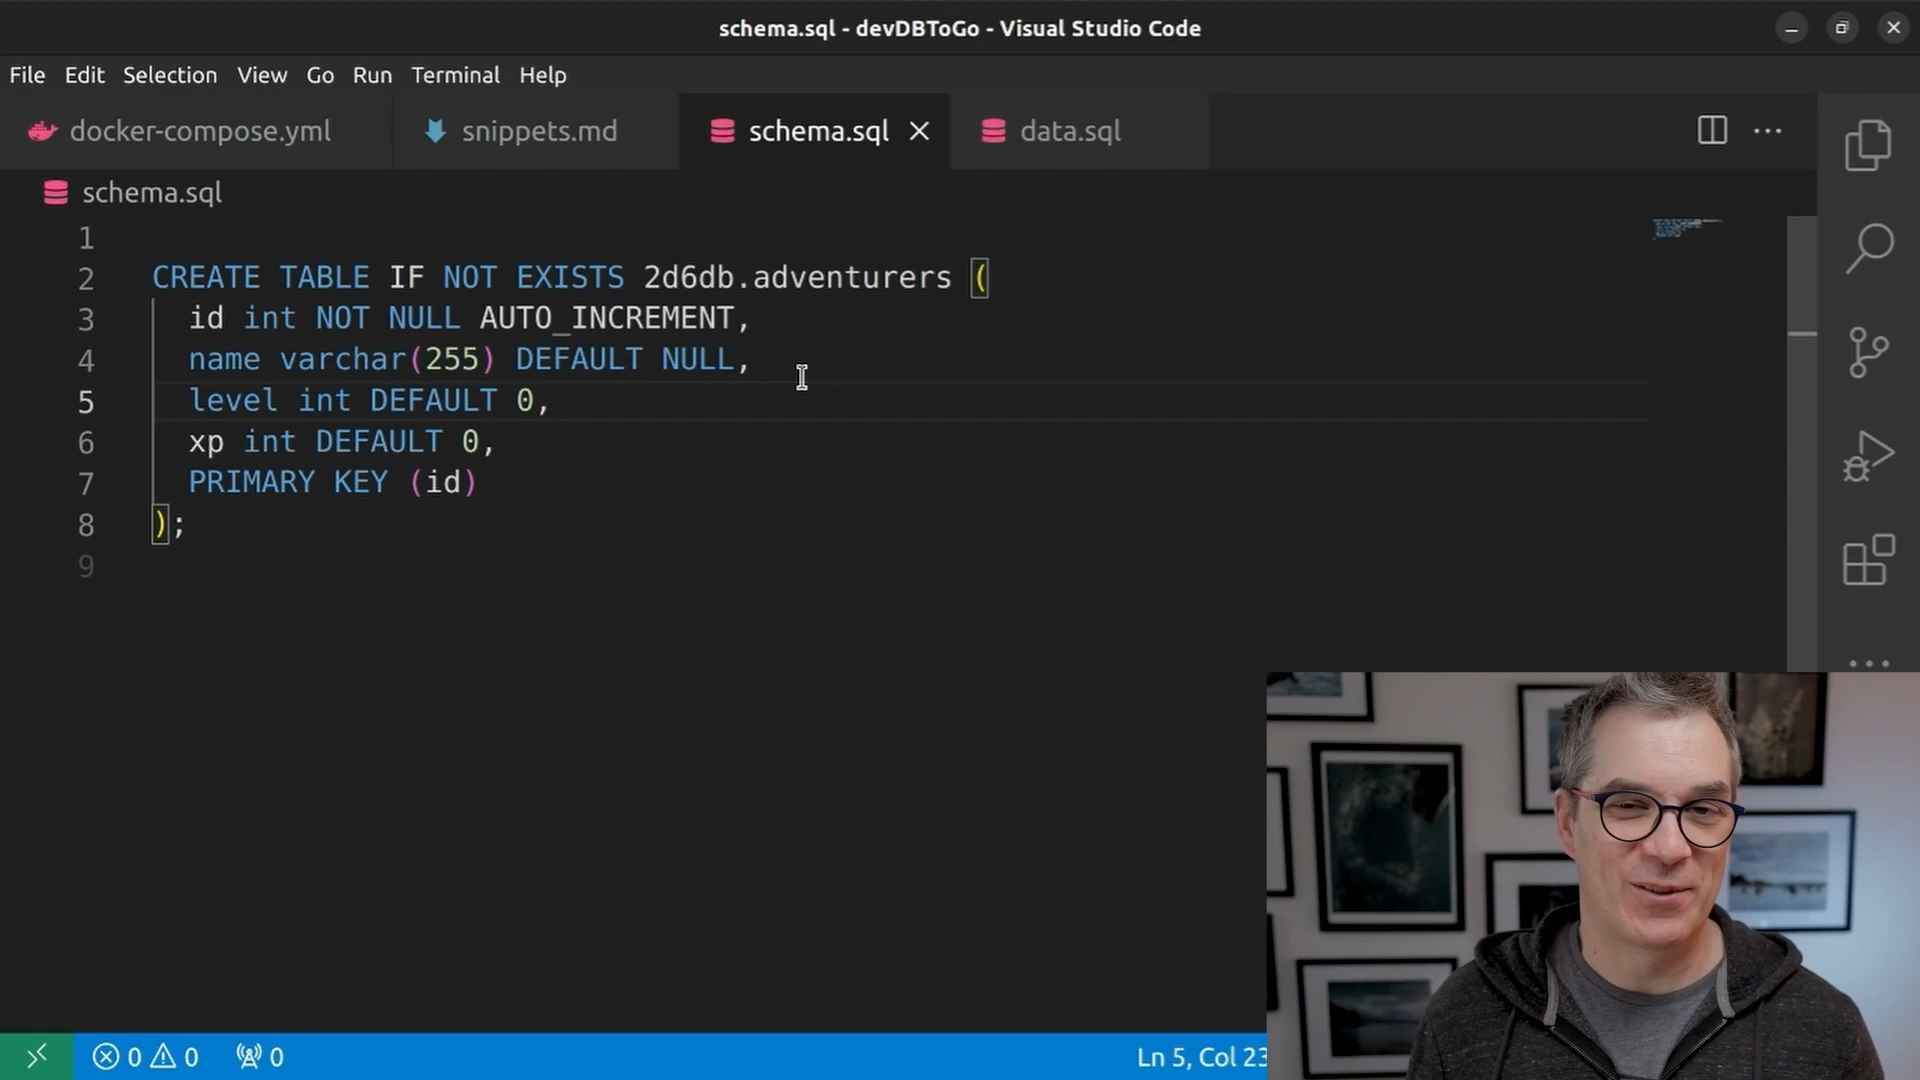 schema.sql - devDBToGo - Visual Studio Code
File Edit Selection View Go Run Terminal Help
docker-compose.yml snippets.md schema.sql data.sql
schema.sql
1
2 CREATE TABLE IF NOT EXISTS 2d6db.adventurers (
3 id int NOT NULL AUTO_INCREMENT,
4 name varchar(255) DEFAULT NULL,
5 level int DEFAULT 0,
6 xp int DEFAULT 0,
7 PRIMARY KEY (id)
8 );
9
0 0 0 Ln 5, Col 23